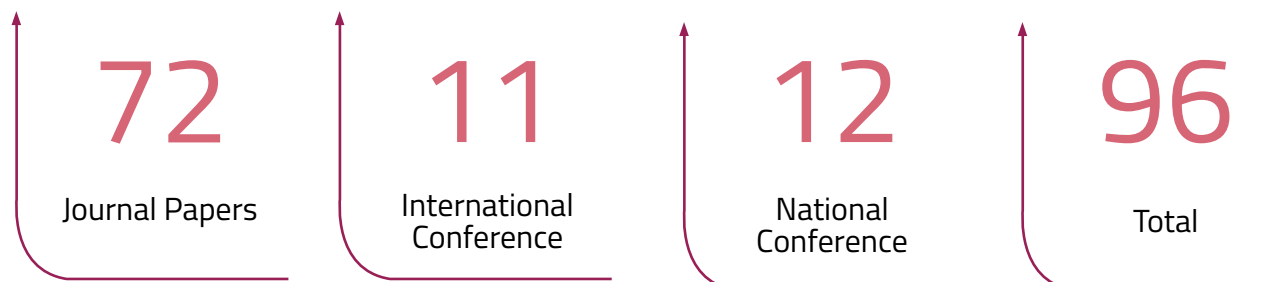 72
Journal Papers
11
International
Conference
12
National
Conference
96
Total